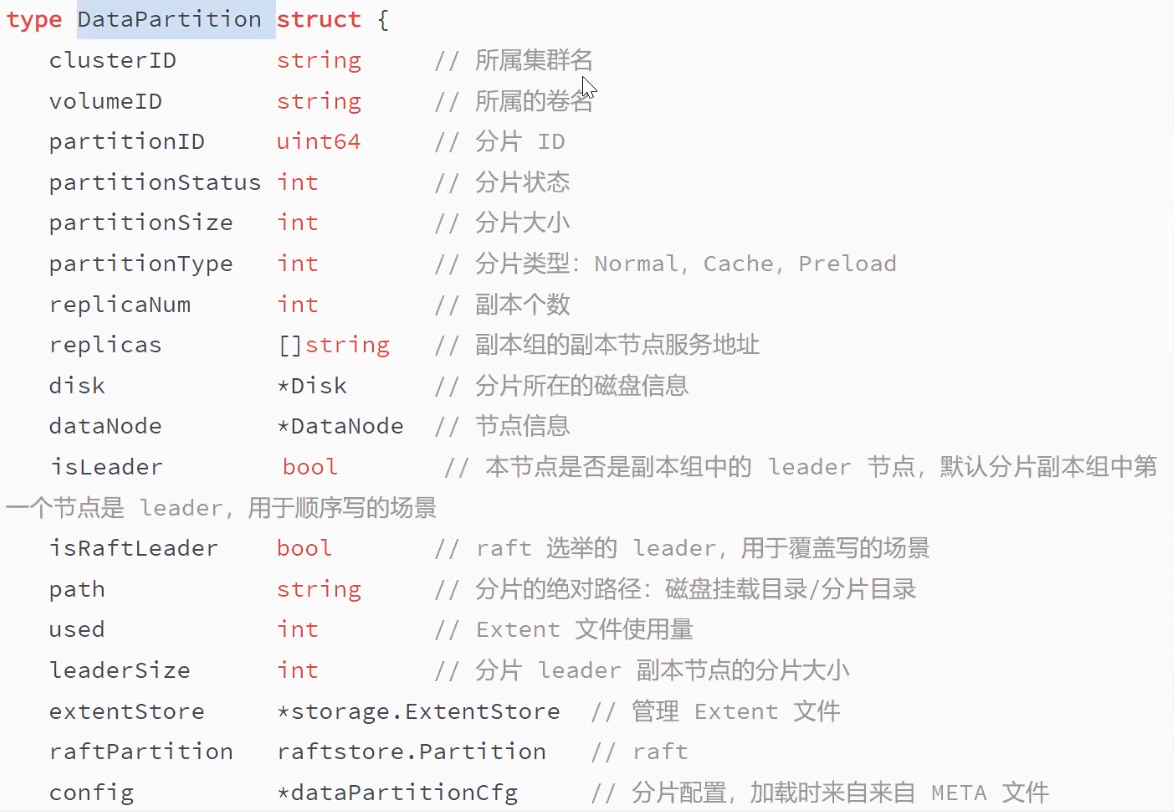 type DataPartition struct {
clusterID string // 所属集群名
volumeID string // 所属的卷名
partitionID uint64 // 分片 ID
partitionStatus int // 分片状态
partitionSize int // 分片大小
partitionType int // 分片类型：Normal, Cache, Preload
replicaNum int // 副本个数
replicas []string // 副本组的副本节点服务地址
disk *Disk // 分片所在的磁盘信息
dataNode *DataNode // 节点信息
isLeader bool // 本节点是否是副本组中的 leader 节点，默认分片副本组中第
一个节点是 leader，用于顺序写的场景
isRaftLeader bool // raft 选举的 leader，用于覆盖写的场景
path string // 分片的绝对路径：磁盘挂载目录/分片目录
used int // Extent 文件使用量
leaderSize int // 分片 leader 副本节点的分片大小
extentStore *storage.ExtentStore // 管理 Extent 文件
raftPartition raftstore.Partition // raft
config *dataPartitionCfg // 分片配置，加载时来自来自 META 文件